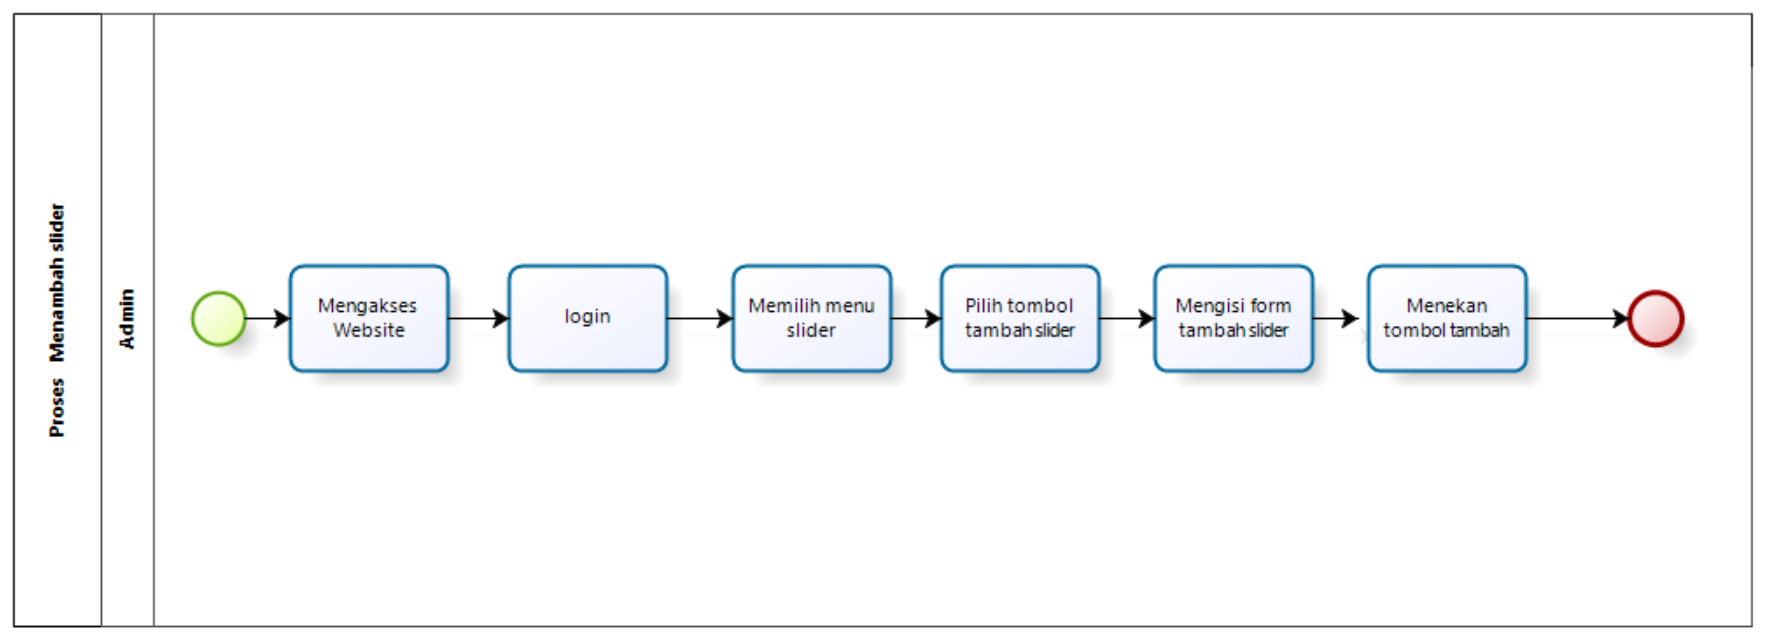 Proses Menambah slider
Admin
Mengakses
Website
login
Memilih menu
slider
Pilih tombol
tambah slider
Mengisi form
tambah slider
Menekan
tombol tambah